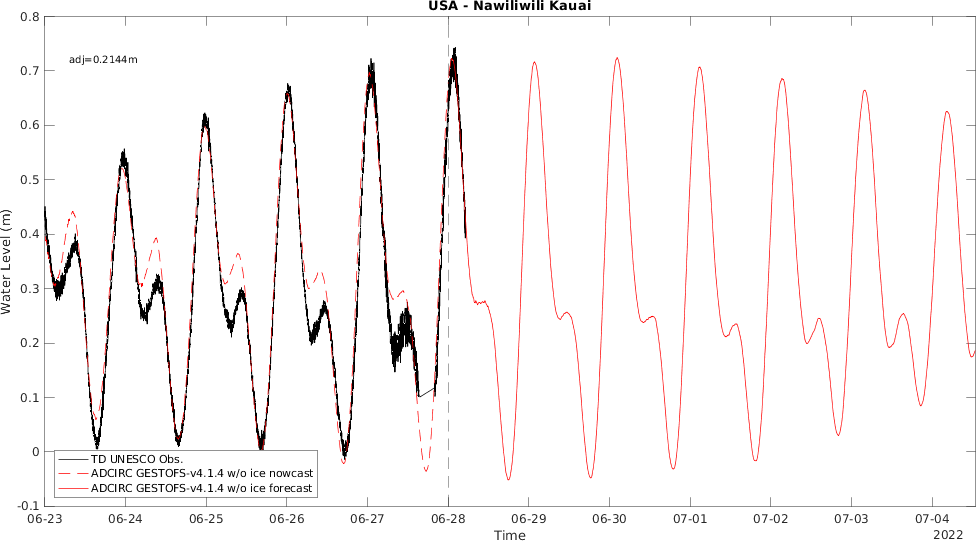 USA - Nawiliwili Kauai
0.8
0.7
0.6
0.5
0.4
0.3
0.2
0.1
0
-0.1
Water Level (m)
adj=0.2144m
TD UNESCO Obs.
ADCIRC GESTOFS-v4.1.4 w/o ice nowcast
ADCIRC GESTOFS-v4.1.4 w/o ice forecast
06-23 06-24 06-25 06-26 06-27 06-28 06-29 06-30 07-01 07-02 07-03 07-04
Time
2022